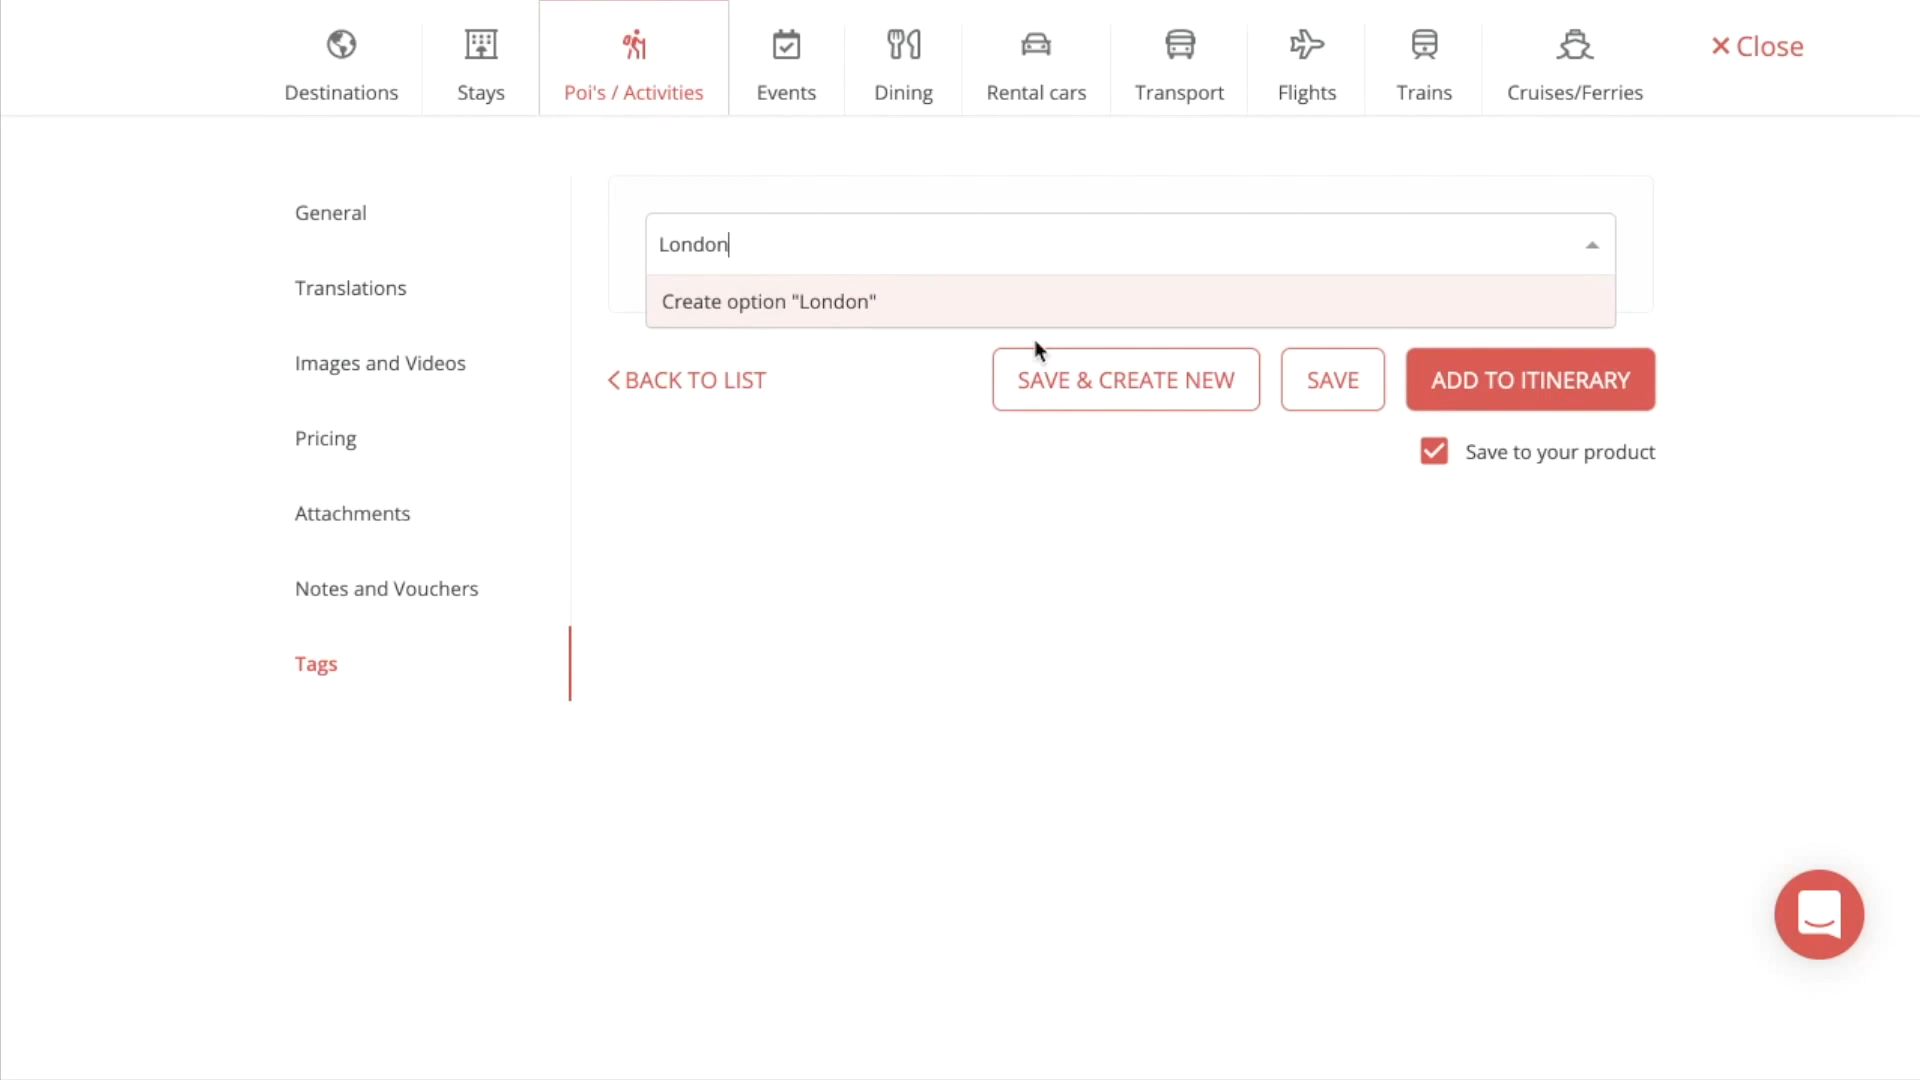 Destinations
Stays
Poi's / Activities
Events
Dining
Rental cars
Transport
Flights
Trains
Cruises/Ferries
Close
General
Translations
Images and Videos
Pricing
Attachments
Notes and Vouchers
Tags
London
Create option "London"
BACK TO LIST
SAVE & CREATE NEW
SAVE
ADD TO ITINERARY
Save to your product